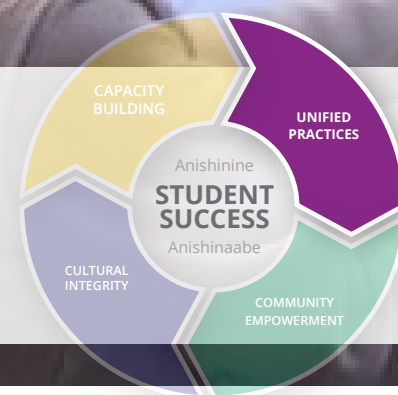 CAPACITY
BUILDING
UNIFIED
PRACTICES
Anishinine
STUDENT
SUCCESS
Anishinaabe
CULTURAL
INTEGRITY
COMMUNITY
EMPOWERMENT